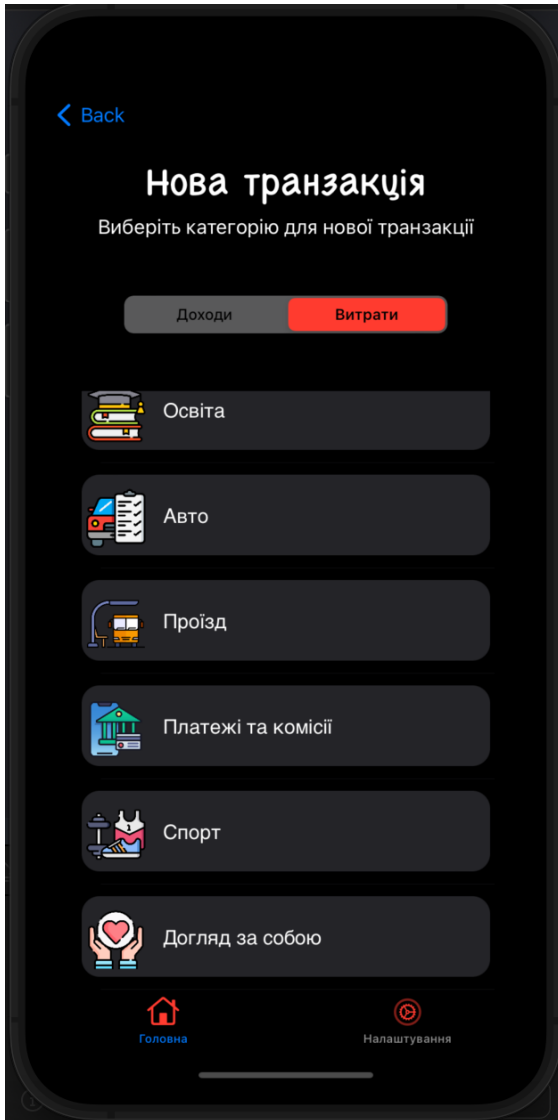 Back
Нова транзакція
Виберіть категорію для нової транзакції
Доходи Витрати
Освіта
Авто
Проїзд
Платежі та комісії
Спорт
Догляд за собою
Головна Налаштування